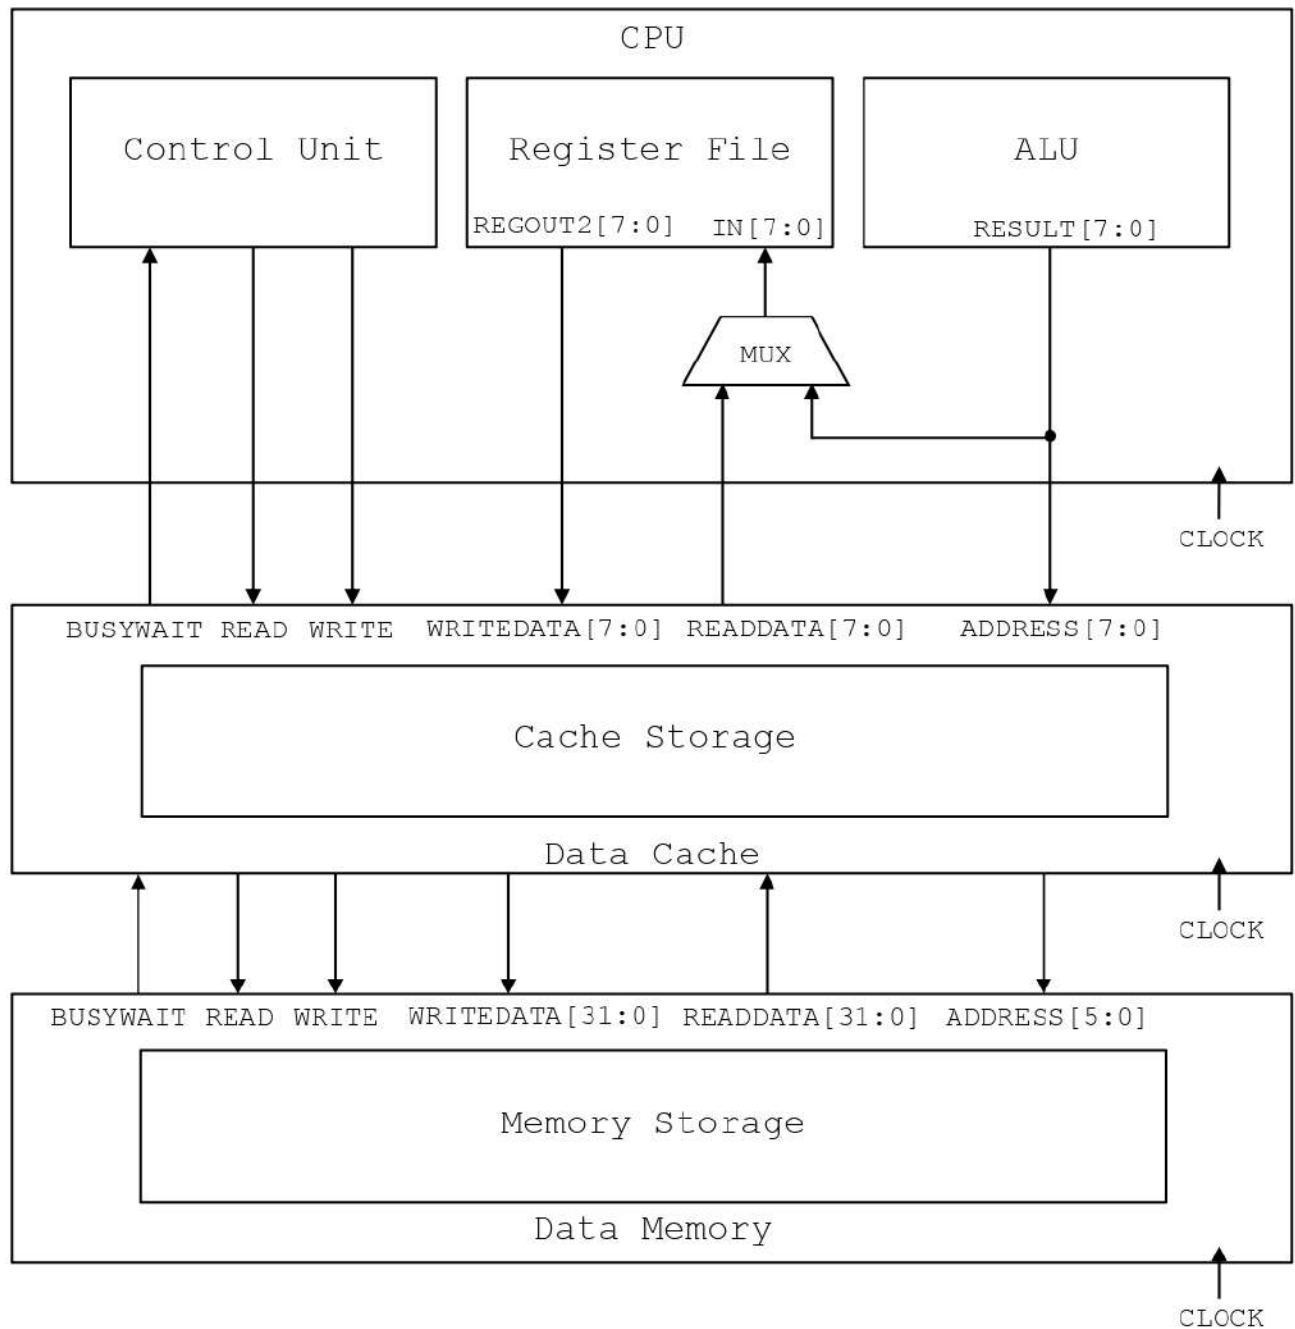 CPU
Control Unit
Register File
ALU
REGOUT2[7:0] IN[7:0]
RESULT[7:0]
MUX
CLOCK
BUSYWAIT READ WRITE WRITEDATA[7:0] READDATA[7:0] ADDRESS[7:0]
Cache Storage
Data Cache
CLOCK
BUSYWAIT READ WRITE WRITEDATA[31:0] READDATA[31:0] ADDRESS[5:0]
Memory Storage
Data Memory
CLOCK